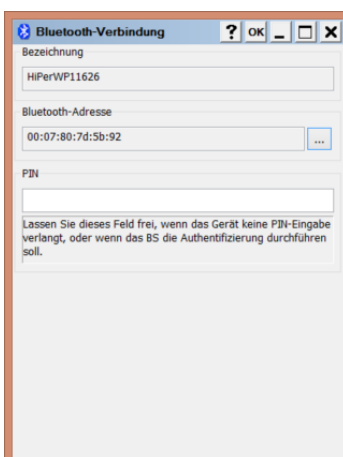 Bluetooth-Verbindung ? OK
Bezeichnung
HiPerWP11626
Bluetooth-Adresse
00:07:80:7d:5b:92 ...
PIN
Lassen Sie dieses Feld frei, wenn das Gerät keine PIN-Eingabe
verlangt, oder wenn das BS die Authentifizierung durchführen
soll.